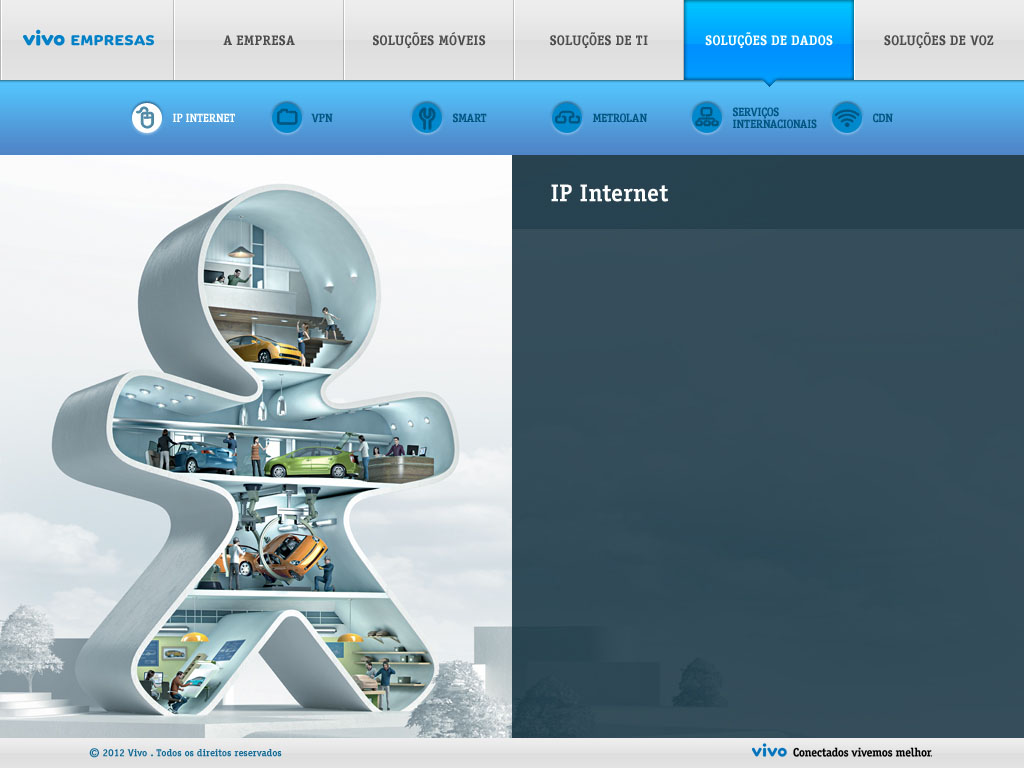 vivo EMPRESAS
A EMPRESA
SOLUÇÕES MÓVEIS
SOLUÇÕES DE TI
SOLUÇÕES DE DADOS
SOLUÇÕES DE VOZ
IP INTERNET
VPN
SMART
METROLAN
SERVIÇOS
INTERNACIONAIS
CDN
IP Internet
© 2012 Vivo . Todos os direitos reservados
vivo Conectados vivemos melhor.